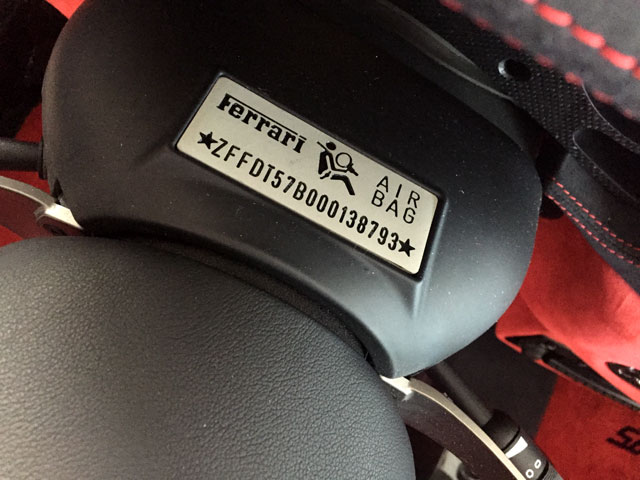 Ferrari
AIR
BAG
★ZFFDT57B000138793★